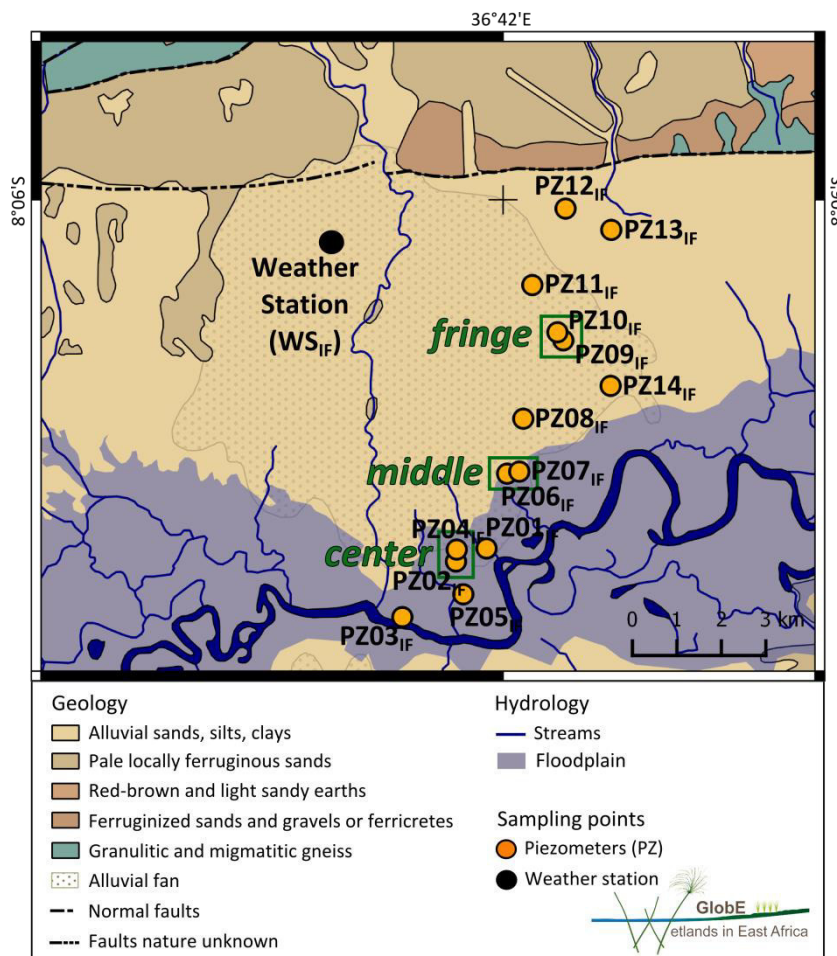 36°42'E
8°06'S
8°06'S
PZ12IF
PZ13IF
Weather
Station
(WSIF)
PZ11IF
PZ10IF
fringe
PZ09IF
PZ14IF
PZ08IF
middle
PZ07IF
PZ06IF
PZ04IF
PZ01IF
center
PZ02IF
PZ05IF
PZ03IF
0 1 2 3 km
Geology
Alluvial sands, silts, clays
Pale locally ferruginous sands
Red-brown and light sandy earths
Ferruginized sands and gravels or ferricretes
Granulitic and migmatitic gneiss
Alluvial fan
Normal faults
Faults nature unknown
Hydrology
Streams
Floodplain
Sampling points
Piezometers (PZ)
Weather station
GlobE
Wetlands in East Africa